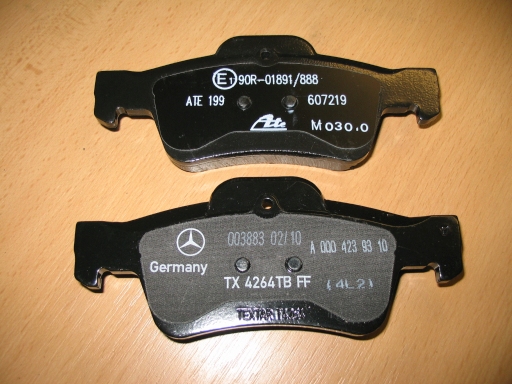 E1 90R-01891/888
ATE 199 607219
Ate M030.0
003883 02/10 A 000 423 93 10
Germany
TX 4264TB FF (4L2)
TEXTAR